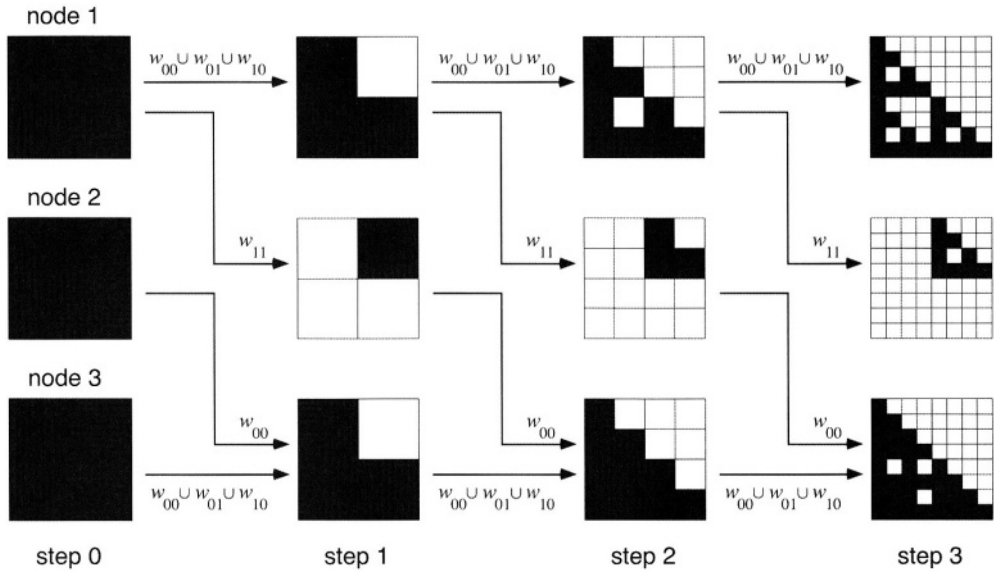 node 1
w00 ∪ w01 ∪ w10
w00 ∪ w01 ∪ w10
w00 ∪ w01 ∪ w10
node 2
w11
w11
w11
node 3
w00
w00
w00
w00 ∪ w01 ∪ w10
w00 ∪ w01 ∪ w10
w00 ∪ w01 ∪ w10
step 0
step 1
step 2
step 3